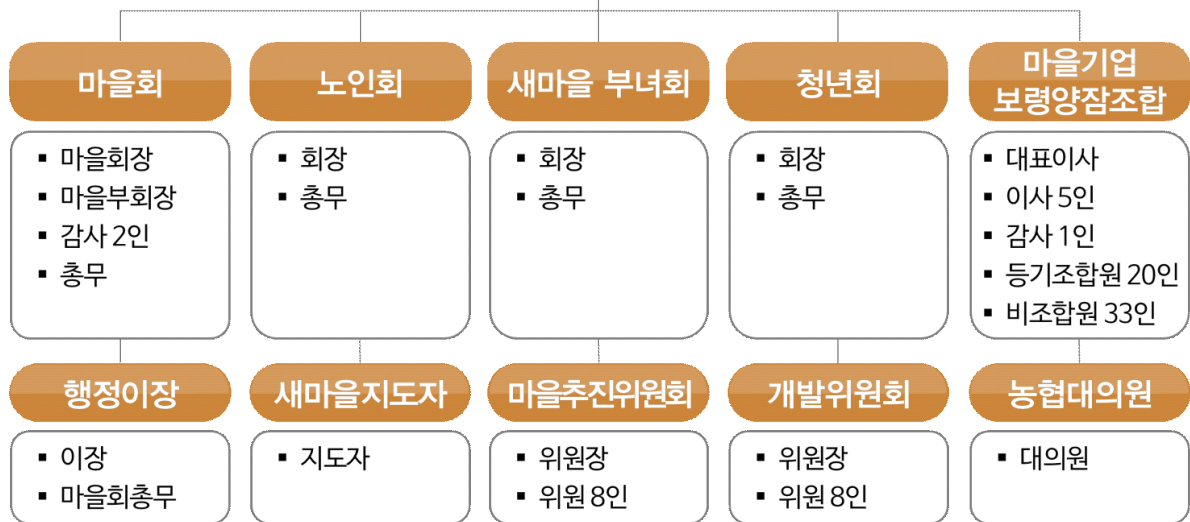 마을회
노인회
새마을 부녀회
청년회
마을기업
보령양잠조합
▪ 마을회장
▪ 마을부회장
▪ 감사 2인
▪ 총무
▪ 회장
▪ 총무
▪ 회장
▪ 총무
▪ 회장
▪ 총무
▪ 대표이사
▪ 이사 5인
▪ 감사 1인
▪ 등기조합원 20인
▪ 비조합원 33인
행정이장
새마을지도자
마을추진위원회
개발위원회
농협대의원
▪ 이장
▪ 마을회총무
▪ 지도자
▪ 위원장
▪ 위원 8인
▪ 위원장
▪ 위원 8인
▪ 대의원